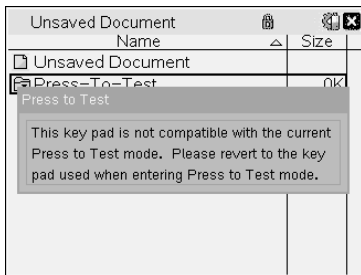 Unsaved Document
Name Size
Unsaved Document
Press-To-Test 0K
Press to Test
This key pad is not compatible with the current
Press to Test mode. Please revert to the key
pad used when entering Press to Test mode.